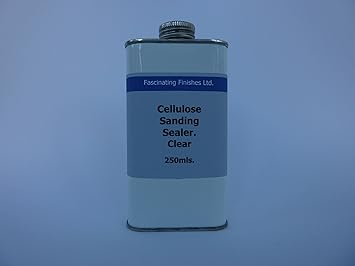 Fascinating Finishes Ltd.
Cellulose
Sanding
Sealer.
Clear
250mls.